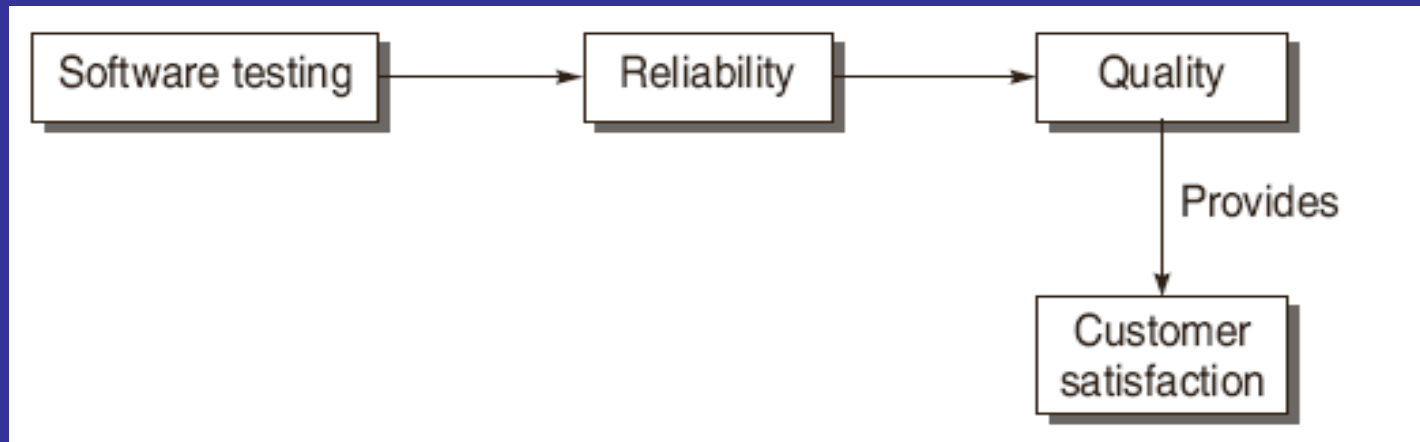 Software testing
Reliability
Quality
Provides
Customer
satisfaction